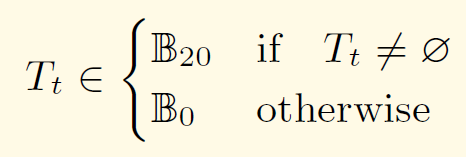 T_t ∈ { 𝔹_20 if T_t ≠ ∅
𝔹_0 otherwise